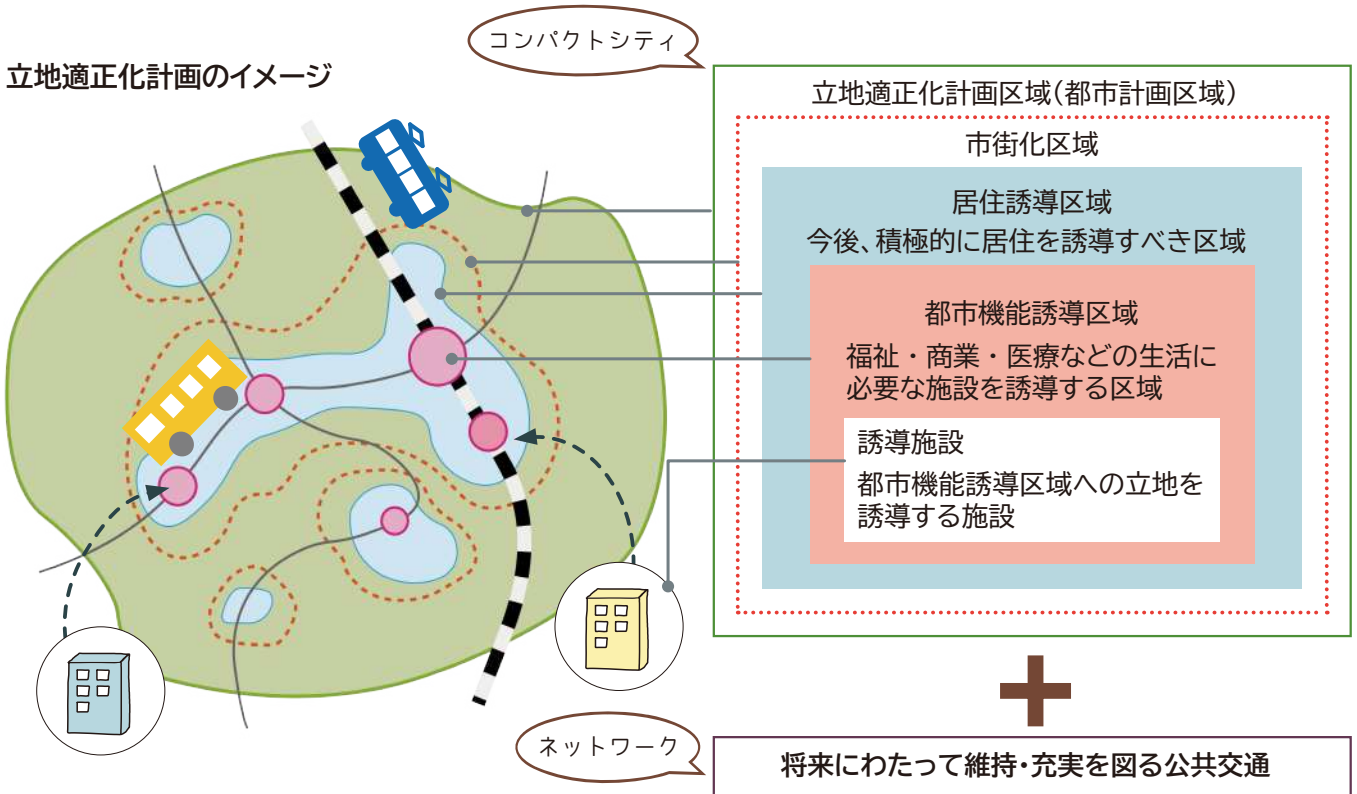 コンパクトシティ
立地適正化計画のイメージ
立地適正化計画区域(都市計画区域)
市街化区域
居住誘導区域
今後、積極的に居住を誘導すべき区域
都市機能誘導区域
福祉・商業・医療などの生活に
必要な施設を誘導する区域
誘導施設
都市機能誘導区域への立地を
誘導する施設
ネットワーク
将来にわたって維持・充実を図る公共交通